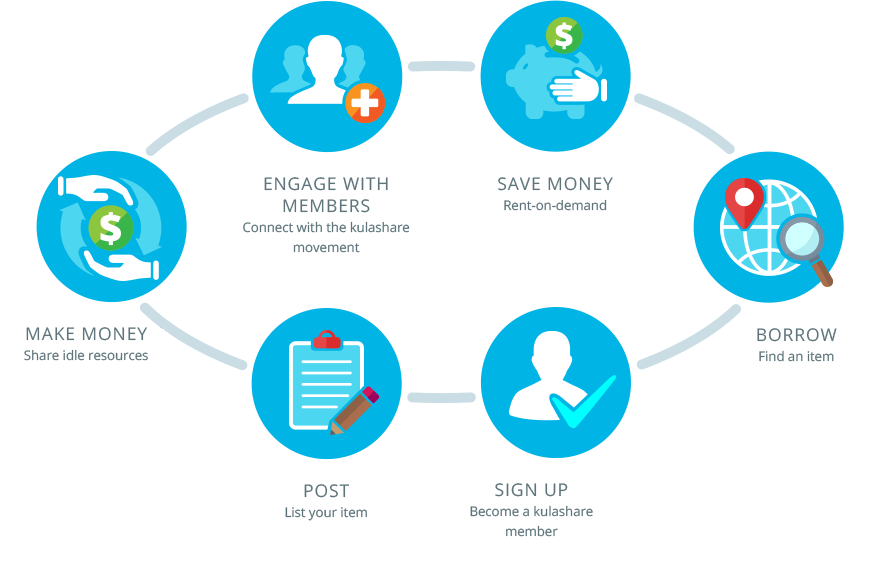 ENGAGE WITH
MEMBERS
Connect with the kulashare
movement
SAVE MONEY
Rent-on-demand
MAKE MONEY
Share idle resources
BORROW
Find an item
POST
List your item
SIGN UP
Become a kulashare
member
$
$